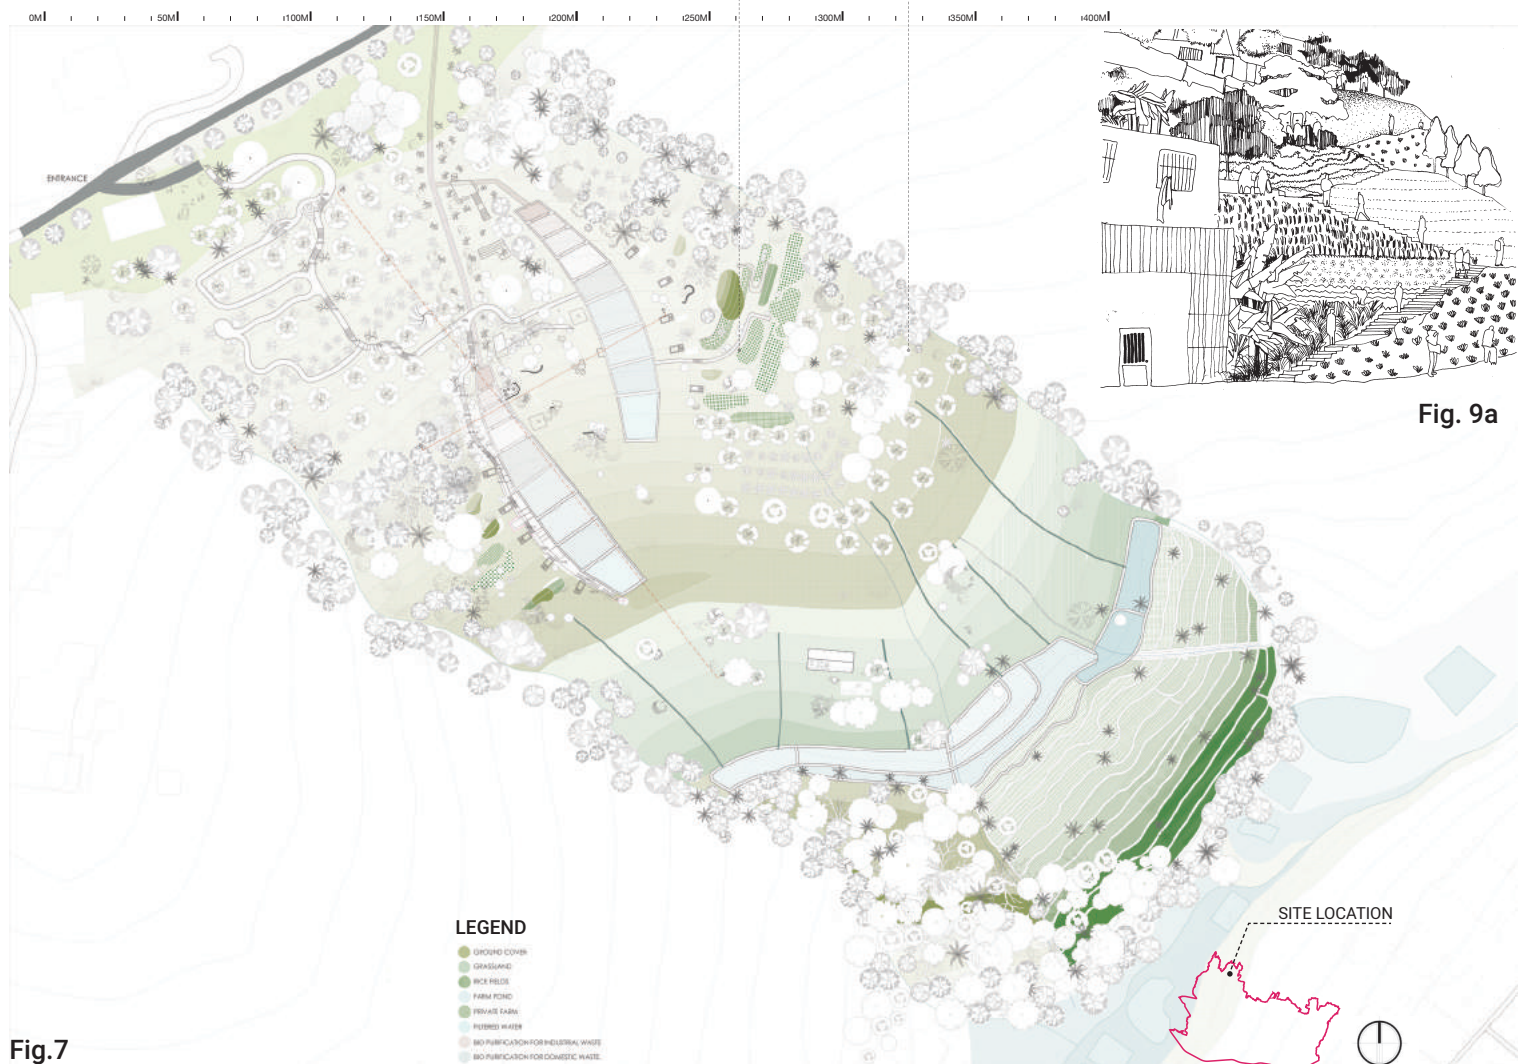 0M 50M 100M 150M 200M 250M 300M 350M 400M
ENTRANCE
Fig. 9a
SITE LOCATION
LEGEND
GROUND COVER
GRASSLAND
RICE FIELDS
FARM POND
PRIVATE FARM
FILTERED WATER
BIO PURIFICATION FOR INDUSTRIAL WASTE
BIO PURIFICATION FOR DOMESTIC WASTE
Fig.7